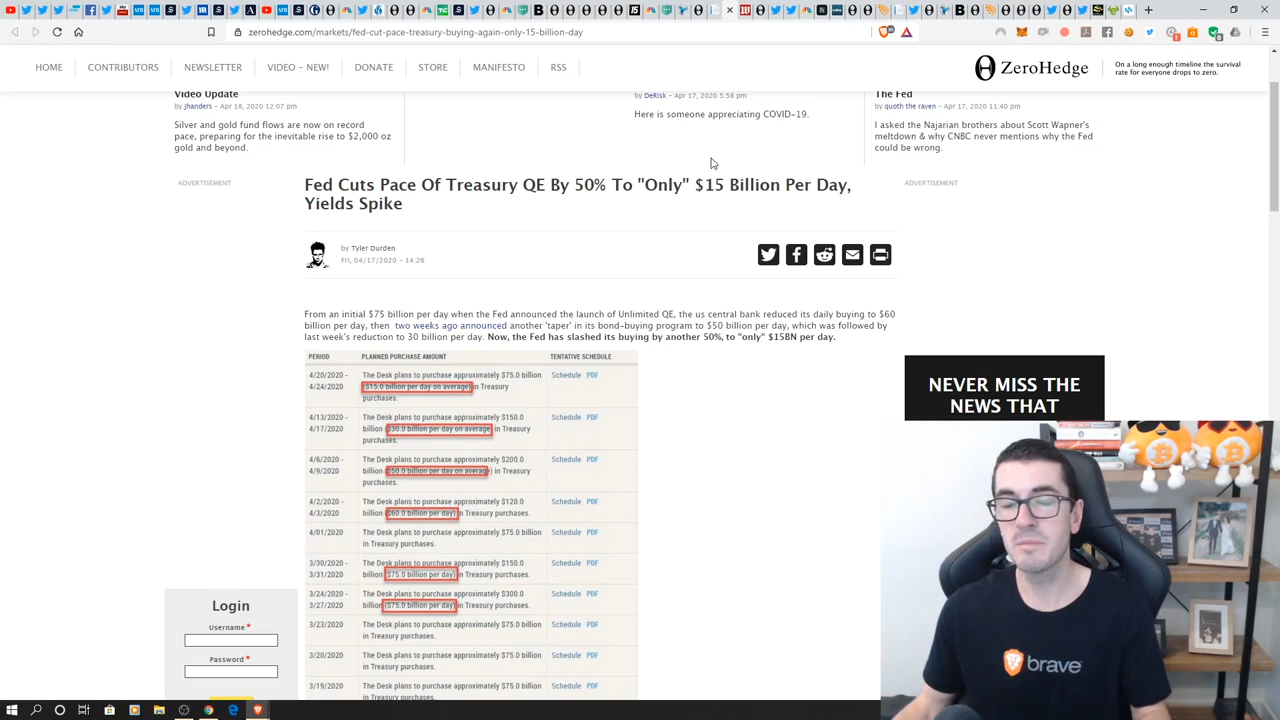 zerohedge.com/markets/fed-cut-pace-treasury-buying-again-only-15-billion-day
HOME
CONTRIBUTORS
NEWSLETTER
VIDEO - NEW!
DONATE
STORE
MANIFESTO
RSS
ZeroHedge
On a long enough timeline the survival
rate for everyone drops to zero.
Video Update
by jhanders - Apr 18, 2020 12:07 pm
Silver and gold fund flows are now on record
pace, preparing for the inevitable rise to $2,000 oz
gold and beyond.
by DeRisk - Apr 17, 2020 5:58 pm
Here is someone appreciating COVID-19.
The Fed
by quoth the raven - Apr 17, 2020 11:40 pm
I asked the Najarian brothers about Scott Wapner's
meltdown & why CNBC never mentions why the Fed
could be wrong.
ADVERTISEMENT
Fed Cuts Pace Of Treasury QE By 50% To "Only" $15 Billion Per Day,
Yields Spike
ADVERTISEMENT
by Tyler Durden
Fri, 04/17/2020 - 14:26
From an initial $75 billion per day when the Fed announced the launch of Unlimited QE, the us central bank reduced its daily buying to $60
billion per day, then two weeks ago announced another 'taper' in its bond-buying program to $50 billion per day, which was followed by
last week's reduction to 30 billion per day. Now, the Fed has slashed its buying by another 50%, to "only" $15BN per day.
PERIOD PLANNED PURCHASE AMOUNT TENTATIVE SCHEDULE
4/20/2020 - The Desk plans to purchase approximately $75.0 billion Schedule PDF
4/24/2020 ($15.0 billion per day on average) in Treasury
purchases.
4/13/2020 - The Desk plans to purchase approximately $150.0 Schedule PDF
4/17/2020 billion ($30.0 billion per day on average) in Treasury
purchases.
4/6/2020 - The Desk plans to purchase approximately $200.0 Schedule PDF
4/9/2020 billion ($50.0 billion per day on average) in Treasury
purchases.
4/2/2020 - The Desk plans to purchase approximately $120.0 Schedule PDF
4/3/2020 billion ($60.0 billion per day) in Treasury purchases.
4/01/2020 The Desk plans to purchase approximately $75.0 billion Schedule PDF
in Treasury purchases.
3/30/2020 - The Desk plans to purchase approximately $150.0 Schedule PDF
3/31/2020 billion ($75.0 billion per day) in Treasury purchases.
3/24/2020 - The Desk plans to purchase approximately $300.0 Schedule PDF
3/27/2020 billion ($75.0 billion per day) in Treasury purchases.
3/23/2020 The Desk plans to purchase approximately $75.0 billion Schedule PDF
in Treasury purchases.
3/20/2020 The Desk plans to purchase approximately $75.0 billion Schedule PDF
in Treasury purchases.
3/19/2020 The Desk plans to purchase approximately $75.0 billion Schedule PDF
in Treasury purchases.
NEVER MISS THE
NEWS THAT
Login
Username *
Password *
brave